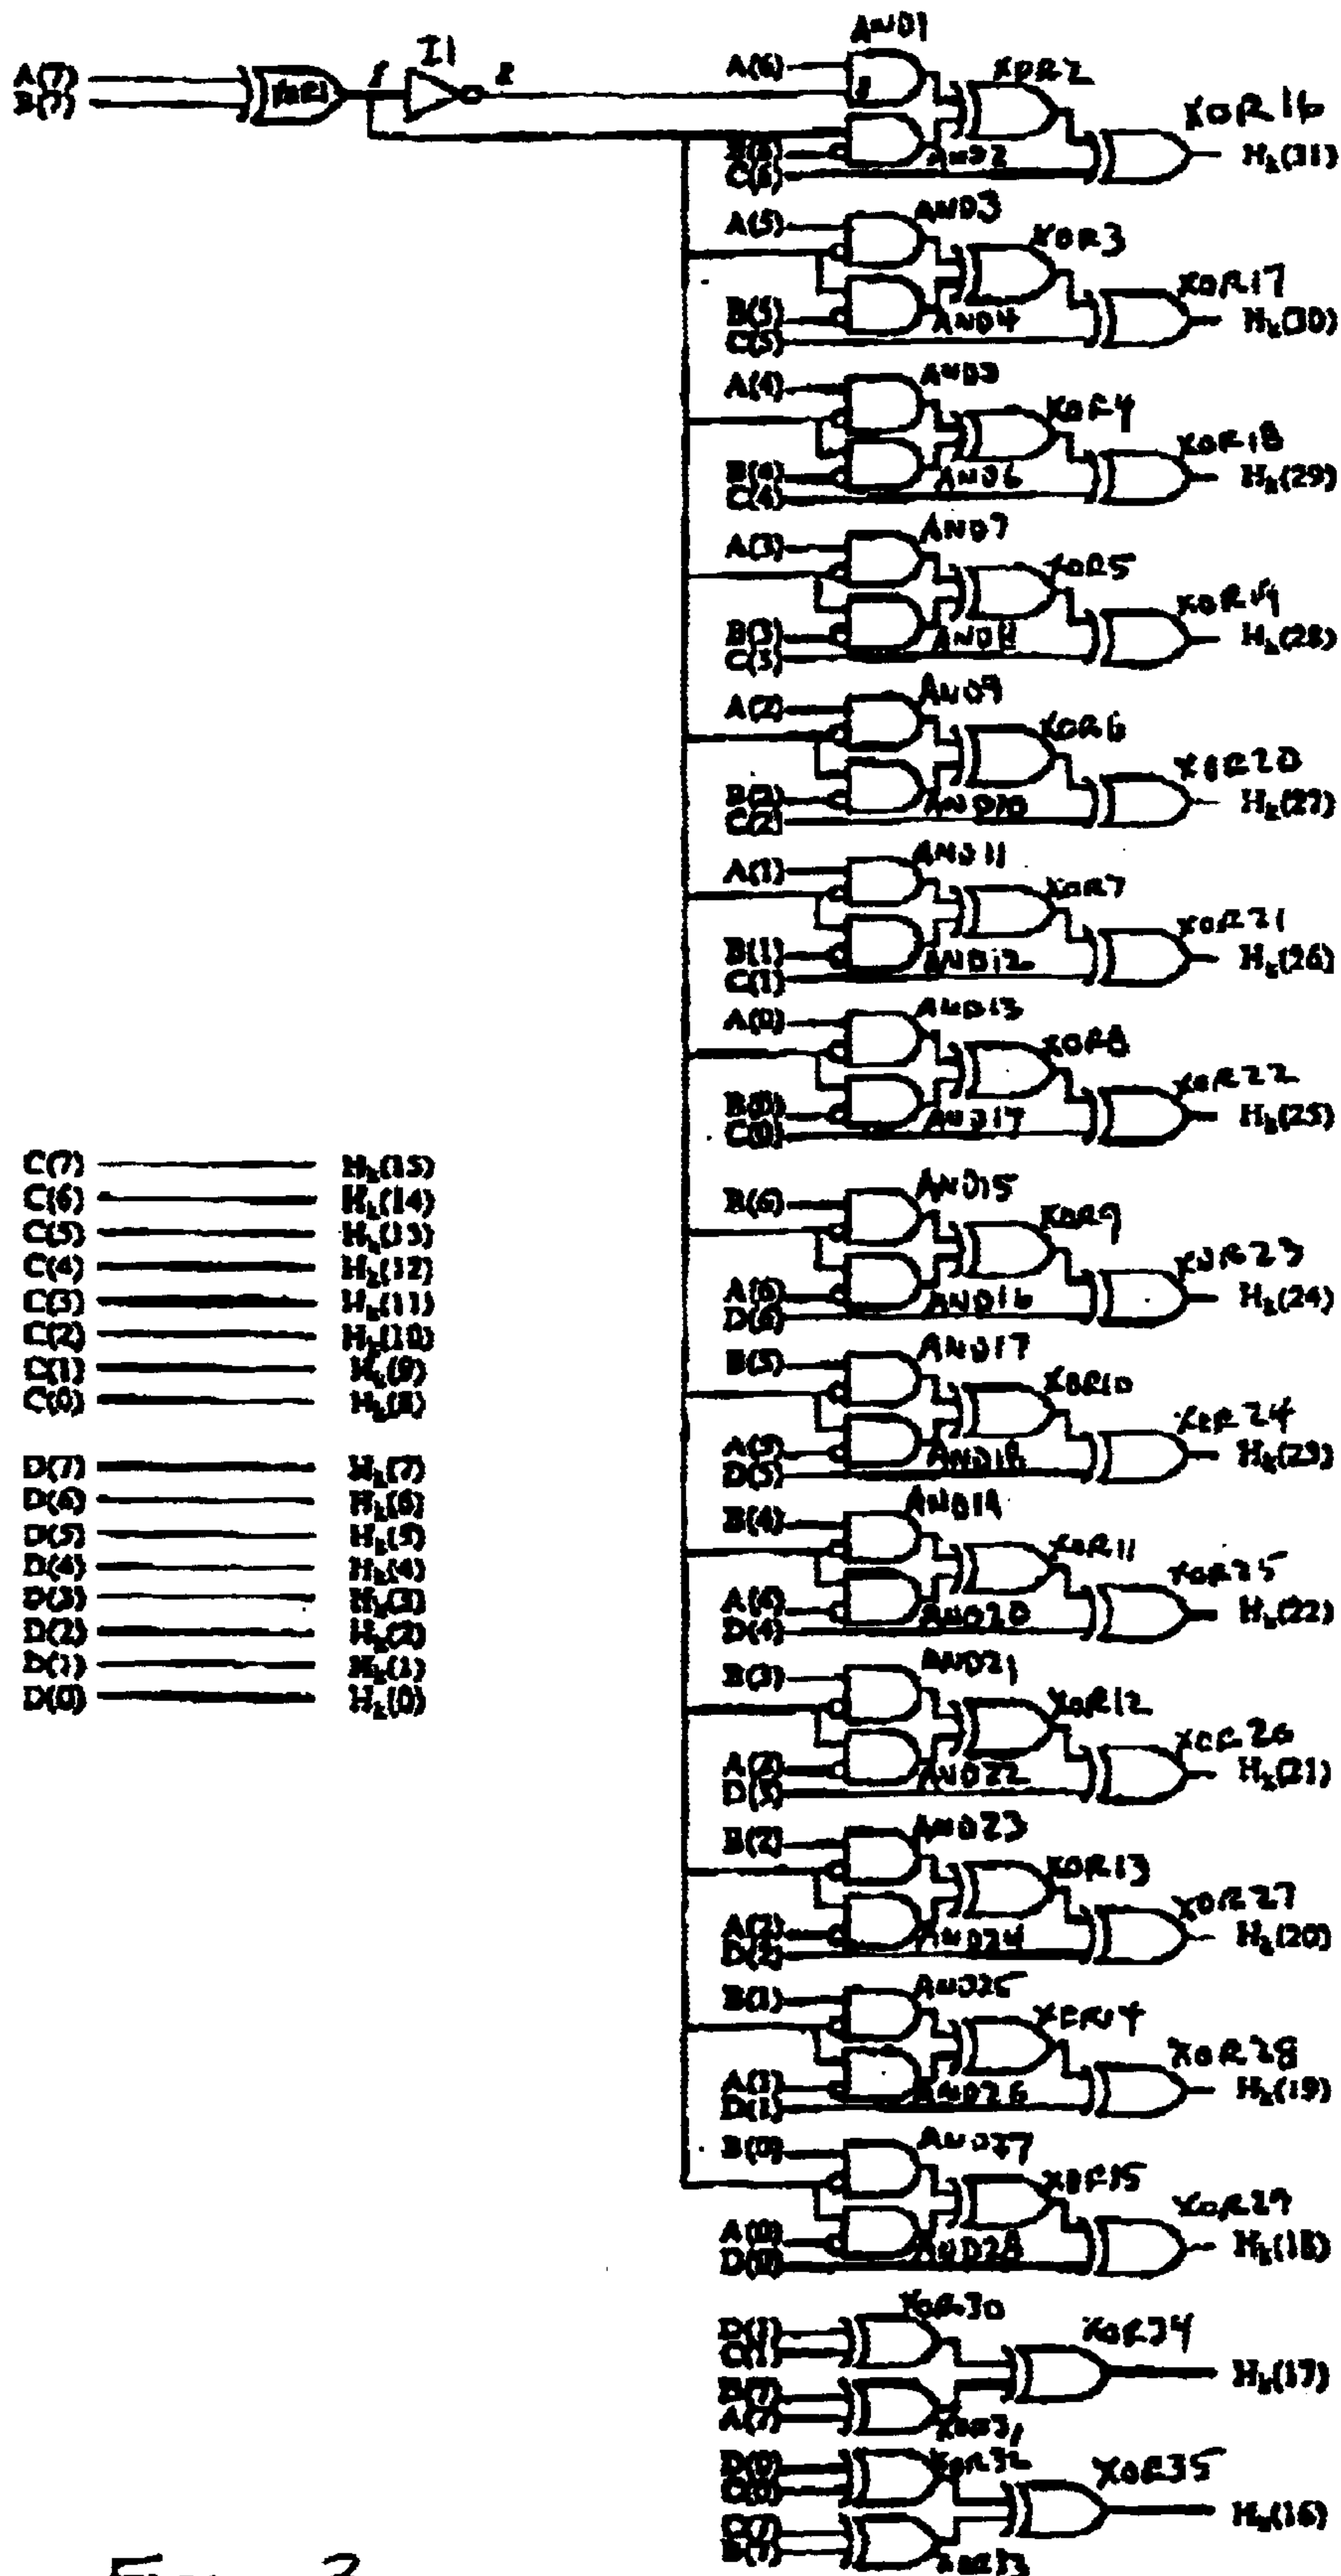 AND1
I1
A(7)
B(7)
XOR1
1
2
A(6)
XOR2
XOR16
H_k(31)
AND2
C(6)
AND3
A(5)
XOR3
XOR17
B(5)
AND4
H_k(30)
C(5)
A(4)
XOR4
XOR18
B(4)
AND6
H_k(29)
C(4)
AND7
A(3)
XOR5
B(3)
H_k(28)
C(3)
AND9
A(2)
XOR6
XOR20
B(2)
AND10
H_k(27)
C(2)
AND11
A(1)
XOR7
XOR21
B(1)
AND12
H_k(26)
C(1)
AND13
A(0)
XOR8
XOR22
B(0)
AND14
H_k(25)
C(0)
C(7) H_k(15)
C(6) H_k(14)
C(5) H_k(13)
C(4) H_k(12)
C(3) H_k(11)
C(2) H_k(10)
C(1) H_k(9)
C(0) H_k(8)
D(7) H_k(7)
D(6) H_k(6)
D(5) H_k(5)
D(4) H_k(4)
D(3) H_k(3)
D(2) H_k(2)
D(1) H_k(1)
D(0) H_k(0)
AND15
B(6)
XOR9
XOR23
A(6)
AND16
H_k(24)
D(6)
AND17
B(5)
XOR10
XOR24
A(5)
AND18
H_k(23)
D(5)
AND19
B(4)
XOR11
XOR25
AND20
H_k(22)
D(4)
AND21
B(3)
XOR12
XOR26
AND22
H_k(21)
D(3)
AND23
B(2)
XOR13
XOR27
A(2)
AND24
H_k(20)
D(2)
AND25
B(1)
XOR14
XOR28
A(1)
AND26
H_k(19)
D(1)
AND27
B(0)
XOR15
XOR29
A(0)
AND28
H_k(18)
D(0)
XOR30
D(1)
C(1)
XOR34
H_k(17)
B(7)
A(7)
XOR31
XOR32
D(0)
C(0)
XOR35
H_k(16)
B(7)
XOR33